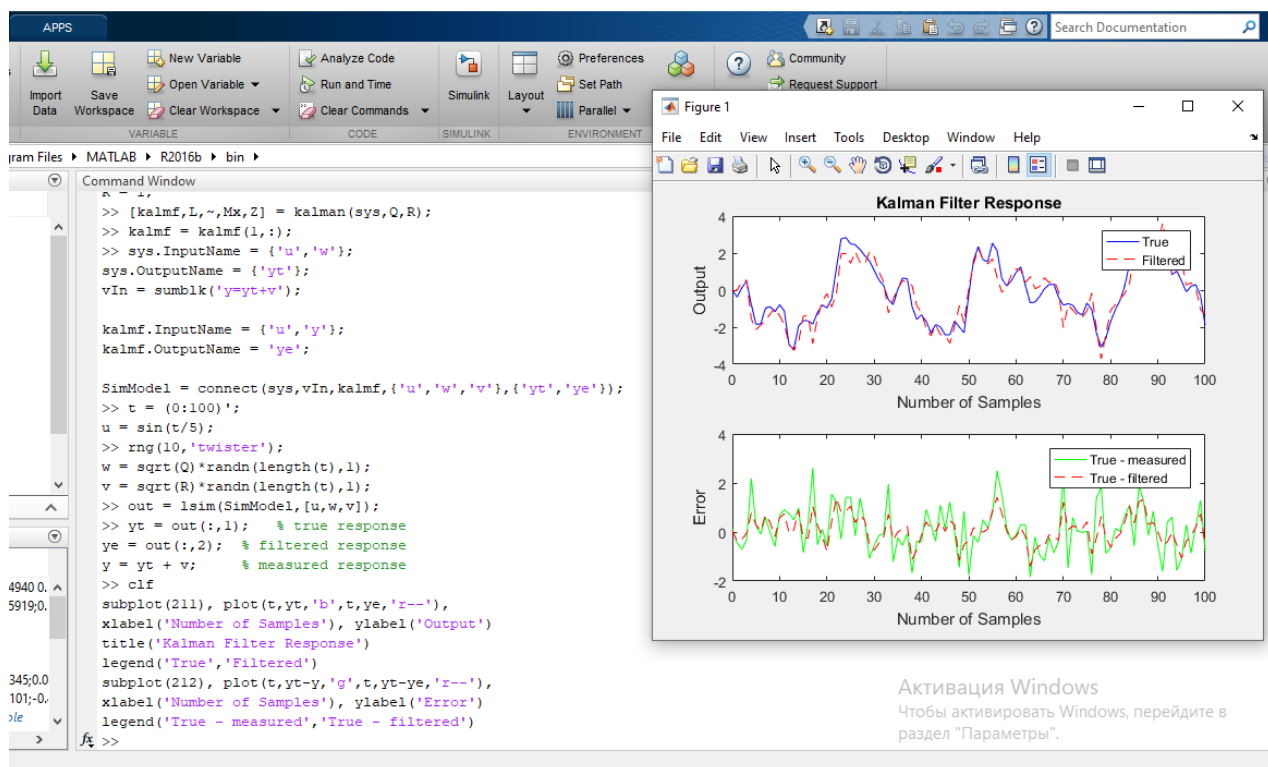 APPS
Search Documentation
Import Data
Save Workspace
New Variable
Open Variable
Clear Workspace
VARIABLE
Analyze Code
Run and Time
Clear Commands
CODE
Simulink
SIMULINK
Layout
Preferences
Set Path
Parallel
ENVIRONMENT
?
Community
Request Support
gram Files ▸ MATLAB ▸ R2016b ▸ bin ▸
Command Window
>> [kalmf,L,~,Mx,Z] = kalman(sys,Q,R);
>> kalmf = kalmf(1,:);
>> sys.InputName = {'u','w'};
sys.OutputName = {'yt'};
vIn = sumblk('y=yt+v');
kalmf.InputName = {'u','y'};
kalmf.OutputName = 'ye';
SimModel = connect(sys,vIn,kalmf,{'u','w','v'},{'yt','ye'});
>> t = (0:100)';
u = sin(t/5);
>> rng(10,'twister');
w = sqrt(Q)*randn(length(t),1);
v = sqrt(R)*randn(length(t),1);
>> out = lsim(SimModel,[u,w,v]);
>> yt = out(:,1);   % true response
ye = out(:,2);  % filtered response
y = yt + v;     % measured response
>> clf
subplot(211), plot(t,yt,'b',t,ye,'r--'),
xlabel('Number of Samples'), ylabel('Output')
title('Kalman Filter Response')
legend('True','Filtered')
subplot(212), plot(t,yt-y,'g',t,yt-ye,'r--'),
xlabel('Number of Samples'), ylabel('Error')
legend('True - measured','True - filtered')
fx >>
4940 0.
5919;0.
345;0.0
101;-0.
Figure 1
File Edit View Insert Tools Desktop Window Help
Kalman Filter Response
4
2
0
-2
-4
Output
True
Filtered
0 10 20 30 40 50 60 70 80 90 100
Number of Samples
4
2
0
-2
Error
True - measured
True - filtered
0 10 20 30 40 50 60 70 80 90 100
Number of Samples
Активация Windows
Чтобы активировать Windows, перейдите в
раздел "Параметры".